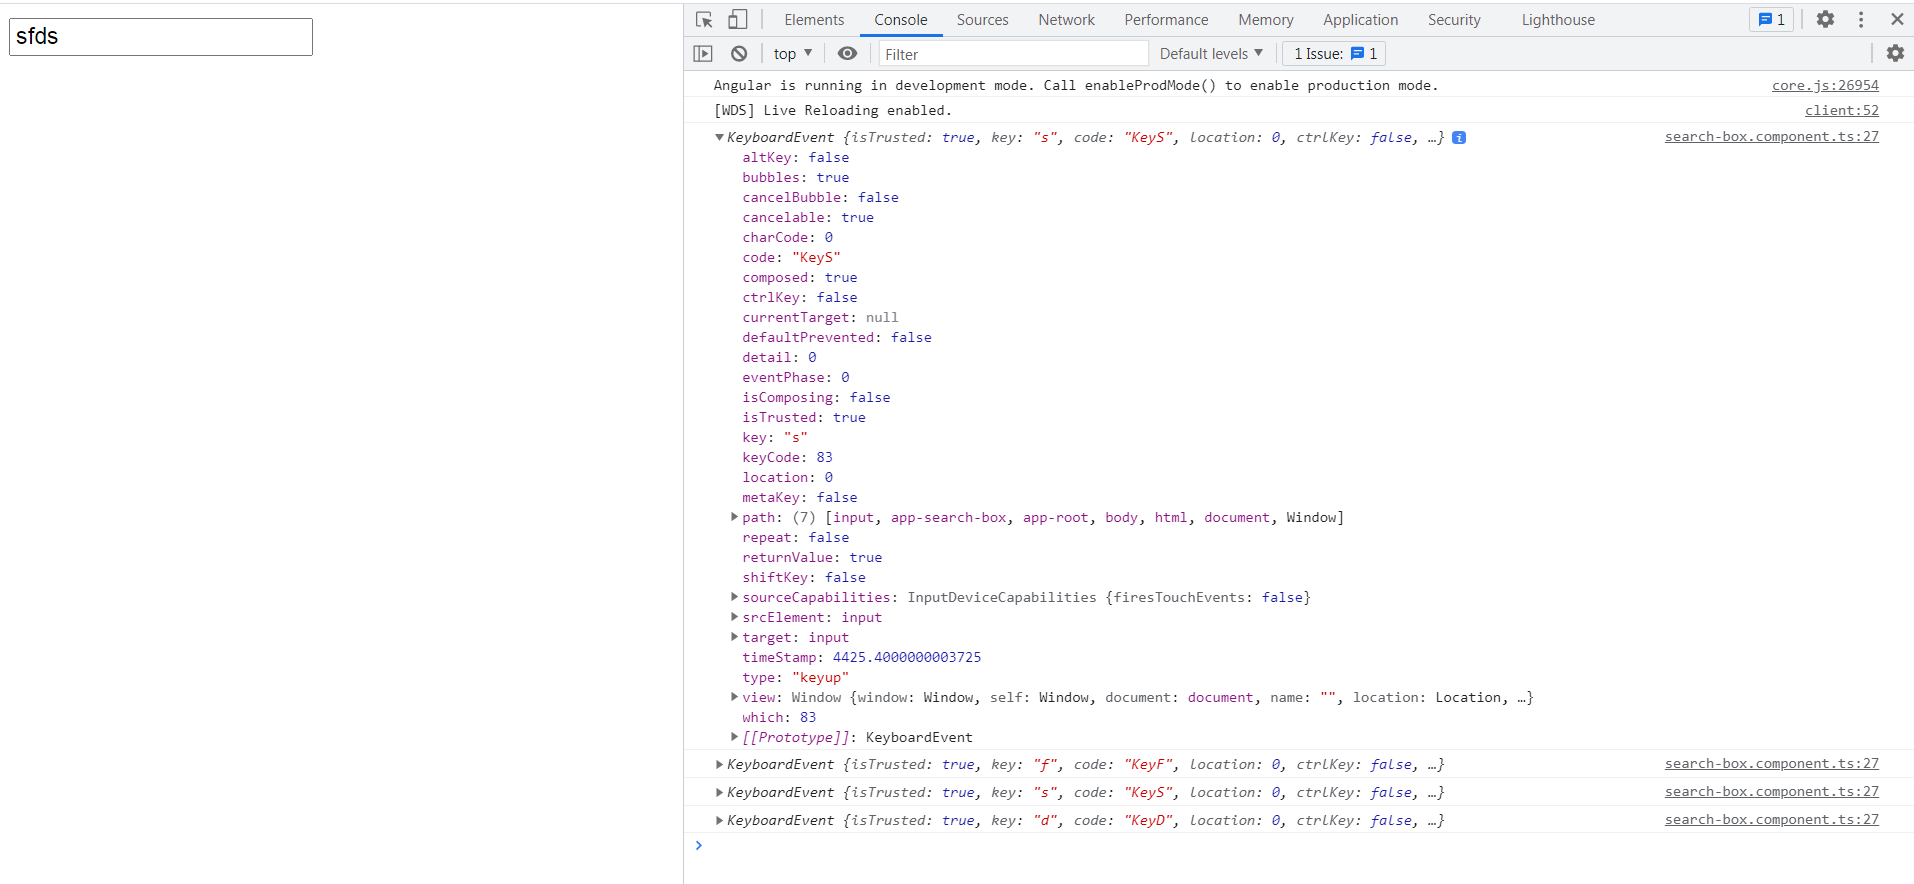 sfds
Elements Console Sources Network Performance Memory Application Security Lighthouse 1
top Filter Default levels 1 Issue: 1
Angular is running in development mode. Call enableProdMode() to enable production mode. core.js:26954
[WDS] Live Reloading enabled. client:52
KeyboardEvent {isTrusted: true, key: "s", code: "KeyS", location: 0, ctrlKey: false, …} i search-box.component.ts:27
altKey: false
bubbles: true
cancelBubble: false
cancelable: true
charCode: 0
code: "KeyS"
composed: true
ctrlKey: false
currentTarget: null
defaultPrevented: false
detail: 0
eventPhase: 0
isComposing: false
isTrusted: true
key: "s"
keyCode: 83
location: 0
metaKey: false
path: (7) [input, app-search-box, app-root, body, html, document, Window]
repeat: false
returnValue: true
shiftKey: false
sourceCapabilities: InputDeviceCapabilities {firesTouchEvents: false}
srcElement: input
target: input
timeStamp: 4425.4000000003725
type: "keyup"
view: Window {window: Window, self: Window, document: document, name: "", location: Location, …}
which: 83
[[Prototype]]: KeyboardEvent
KeyboardEvent {isTrusted: true, key: "f", code: "KeyF", location: 0, ctrlKey: false, …} search-box.component.ts:27
KeyboardEvent {isTrusted: true, key: "s", code: "KeyS", location: 0, ctrlKey: false, …} search-box.component.ts:27
KeyboardEvent {isTrusted: true, key: "d", code: "KeyD", location: 0, ctrlKey: false, …} search-box.component.ts:27